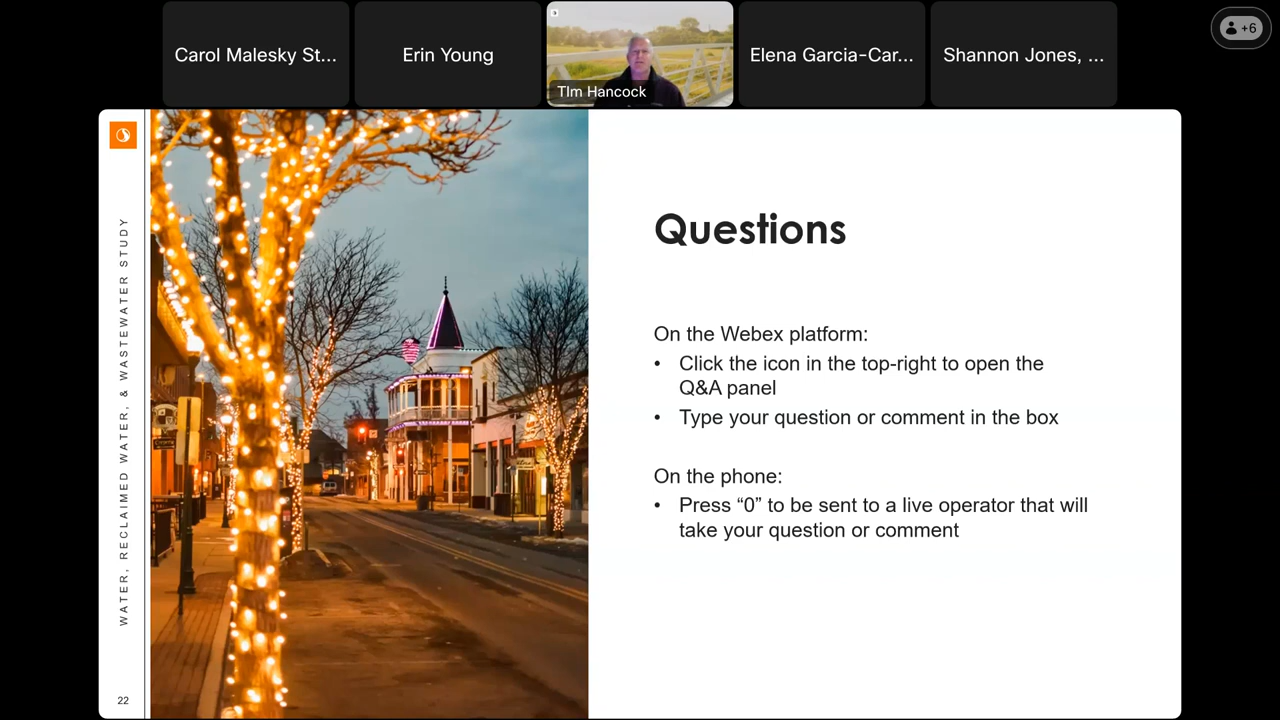 Carol Malesky St...
Erin Young
TIm Hancock
Elena Garcia-Car...
Shannon Jones, ...
+6
WATER, RECLAIMED WATER, & WASTEWATER STUDY
22
Questions
On the Webex platform:
• Click the icon in the top-right to open the
Q&A panel
• Type your question or comment in the box
On the phone:
• Press “0” to be sent to a live operator that will
take your question or comment